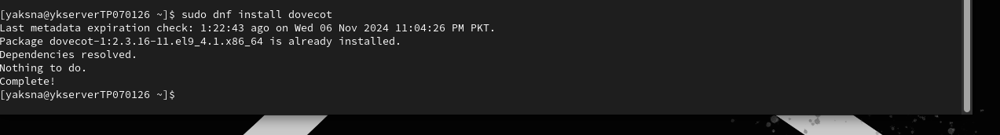 [yaksna@ykserverTP070126 ~]$ sudo dnf install dovecot
Last metadata expiration check: 1:22:43 ago on Wed 06 Nov 2024 11:04:26 PM PKT.
Package dovecot-1:2.3.16-11.el9_4.1.x86_64 is already installed.
Dependencies resolved.
Nothing to do.
Complete!
[yaksna@ykserverTP070126 ~]$